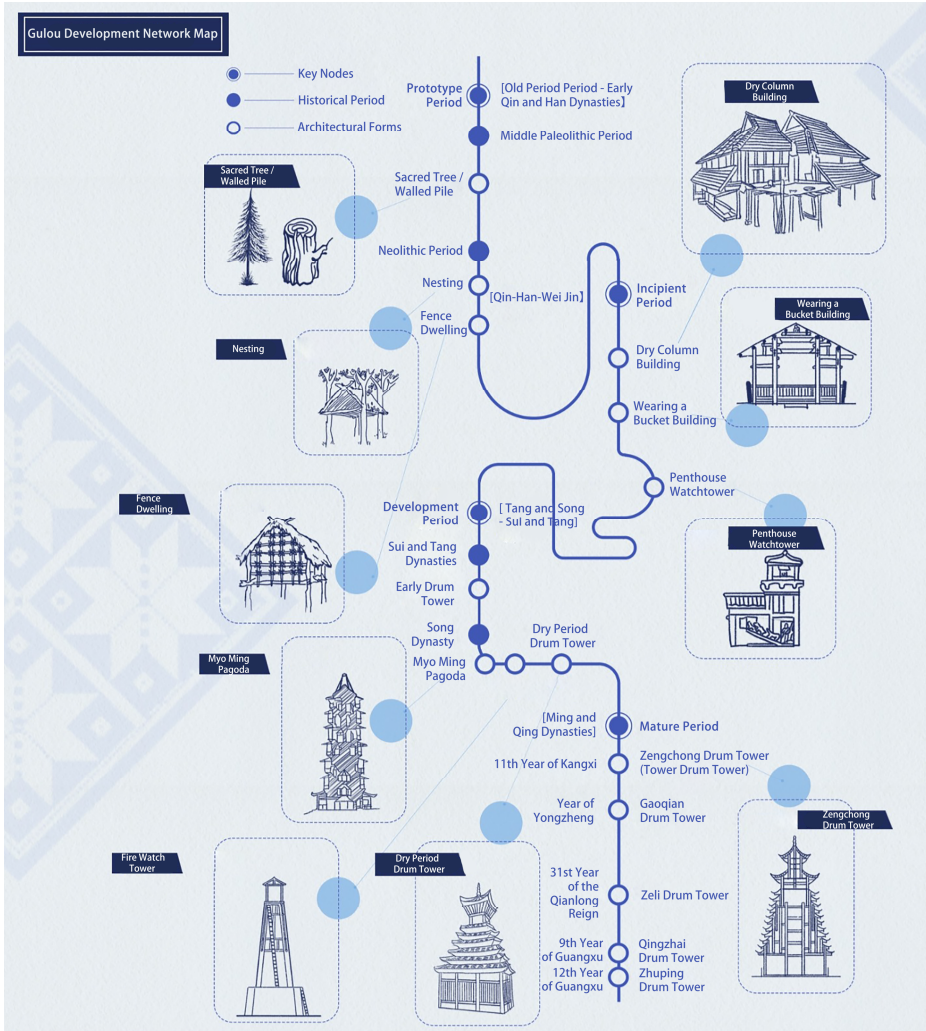 Gulou Development Network Map
Key Nodes
Historical Period
Architectural Forms
Prototype
Period
[Old Period Period - Early
Qin and Han Dynasties】
Middle Paleolithic Period
Sacred Tree /
Walled Pile
Sacred Tree /
Walled Pile
Neolithic Period
Nesting
[Qin-Han-Wei Jin】
Fence
Dwelling
Nesting
Fence
Dwelling
Dry Column
Building
Incipient
Period
Wearing a
Bucket Building
Dry Column
Building
Wearing a
Bucket Building
Penthouse
Watchtower
Penthouse
Watchtower
Development
Period
[ Tang and Song
- Sui and Tang]
Sui and Tang
Dynasties
Early Drum
Tower
Song
Dynasty
Dry Period
Drum Tower
Myo Ming
Pagoda
Myo Ming
Pagoda
[Ming and
Qing Dynasties]
Mature Period
11th Year of Kangxi
Zengchong Drum Tower
(Tower Drum Tower)
Year of
Yongzheng
Gaoqian
Drum Tower
Zengchong
Drum Tower
Fire Watch
Tower
Dry Period
Drum Tower
31st Year
of the
Qianlong
Reign
Zeli Drum Tower
9th Year
of Guangxu
Qingzhai
Drum Tower
12th Year
of Guangxu
Zhuping
Drum Tower